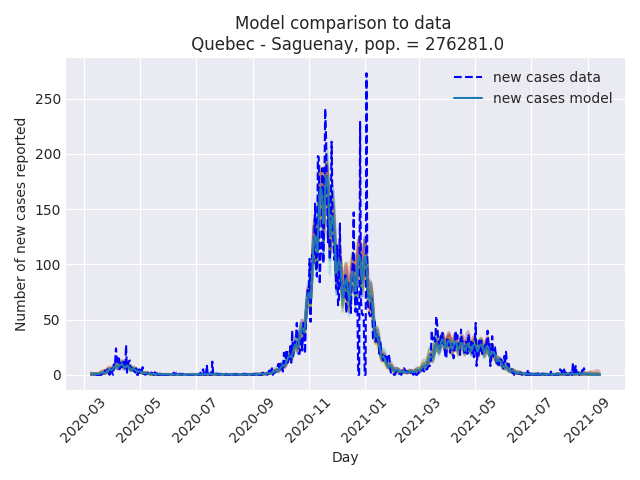 Model comparison to data
Quebec - Saguenay, pop. = 276281.0
new cases data
new cases model
Number of new cases reported
250
200
150
100
50
0
2020-03
2020-05
2020-07
2020-09
2020-11
2021-01
2021-03
2021-05
2021-07
2021-09
Day